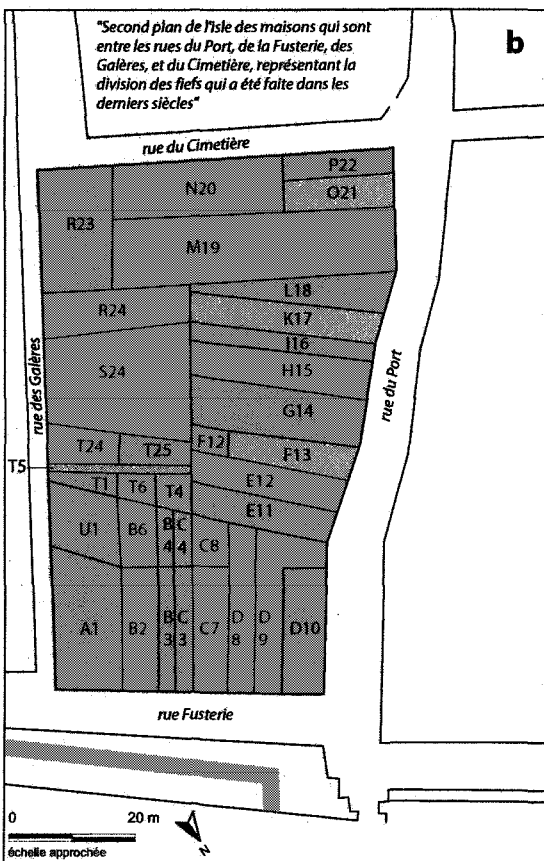 "Second plan de l'Isle des maisons qui sont
entre les rues du Port, de la Fusterie, des
Galères, et du Cimetière, représentant la
division des fiefs qui a été faite dans les
derniers siècles"
b
rue du Cimetière
P22
N20
O21
R23
M19
L18
R24
K17
I16
S24
H15
G14
rue des Galères
rue du Port
T24
T25
F12
F13
T5
E12
T1
T6
T4
E11
U1
B6
B
4
C
4
C8
A1
B2
B
3
C
3
C7
D
8
D
9
D10
rue Fusterie
0
20 m
échelle approchée
N